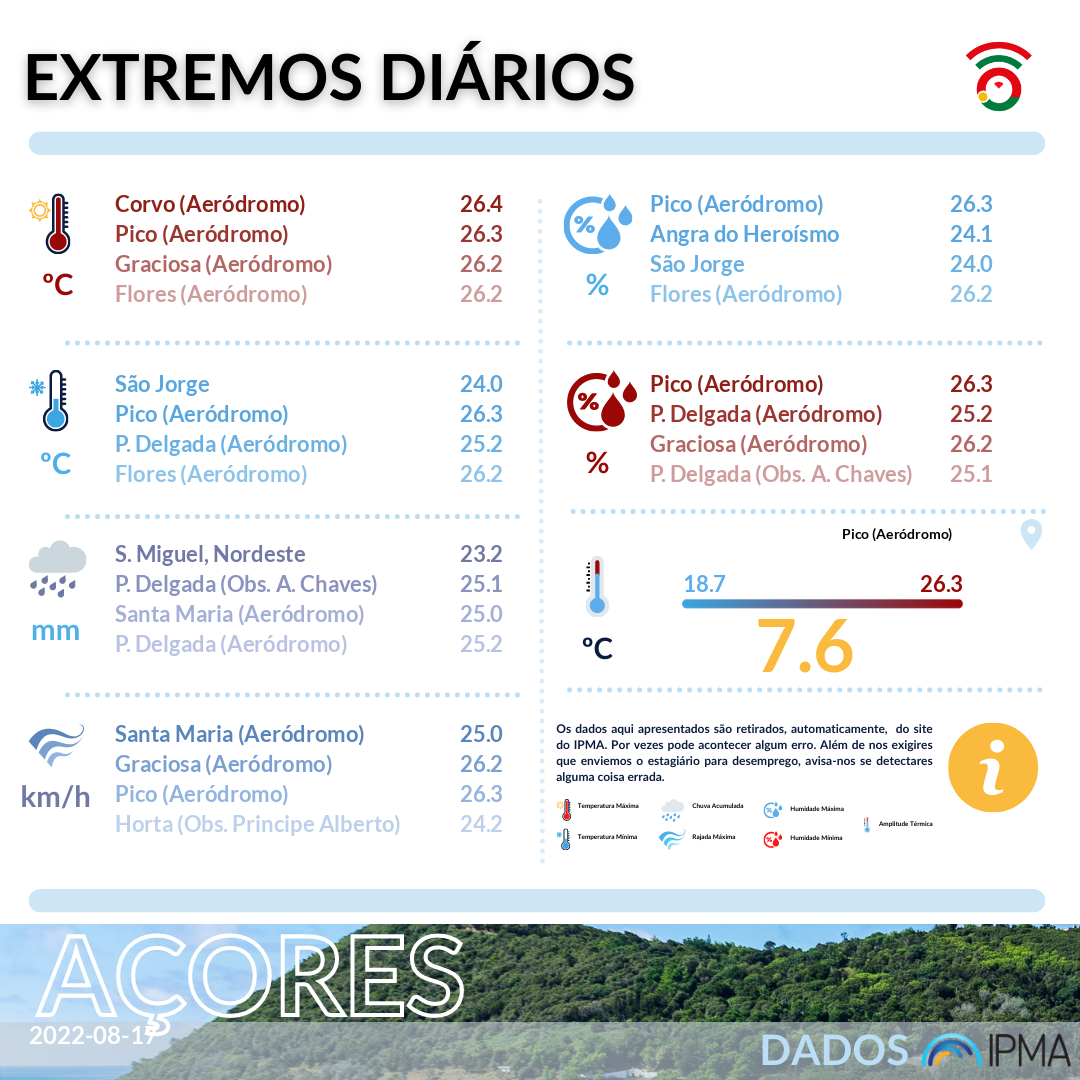 EXTREMOS DIÁRIOS
Corvo (Aeródromo) 26.4
Pico (Aeródromo) 26.3
Graciosa (Aeródromo) 26.2
ºC
Flores (Aeródromo) 26.2
São Jorge 24.0
Pico (Aeródromo) 26.3
P. Delgada (Aeródromo) 25.2
ºC
Flores (Aeródromo) 26.2
S. Miguel, Nordeste 23.2
P. Delgada (Obs. A. Chaves) 25.1
Santa Maria (Aeródromo) 25.0
mm
P. Delgada (Aeródromo) 25.2
Santa Maria (Aeródromo) 25.0
Graciosa (Aeródromo) 26.2
km/h
Pico (Aeródromo) 26.3
Horta (Obs. Principe Alberto) 24.2
%
Pico (Aeródromo) 26.3
Angra do Heroísmo 24.1
São Jorge 24.0
%
Flores (Aeródromo) 26.2
%
Pico (Aeródromo) 26.3
P. Delgada (Aeródromo) 25.2
Graciosa (Aeródromo) 26.2
%
P. Delgada (Obs. A. Chaves) 25.1
Pico (Aeródromo)
18.7 26.3
ºC
7.6
Os dados aqui apresentados são retirados, automaticamente, do site
do IPMA. Por vezes pode acontecer algum erro. Além de nos exigires
que enviemos o estagiário para desemprego, avisa-nos se detectares
alguma coisa errada.
i
Temperatura Máxima Chuva Acumulada Humidade Máxima
Amplitude Térmica
Temperatura Mínima Rajada Máxima Humidade Mínima
AÇORES
2022-08-17
DADOS IPMA